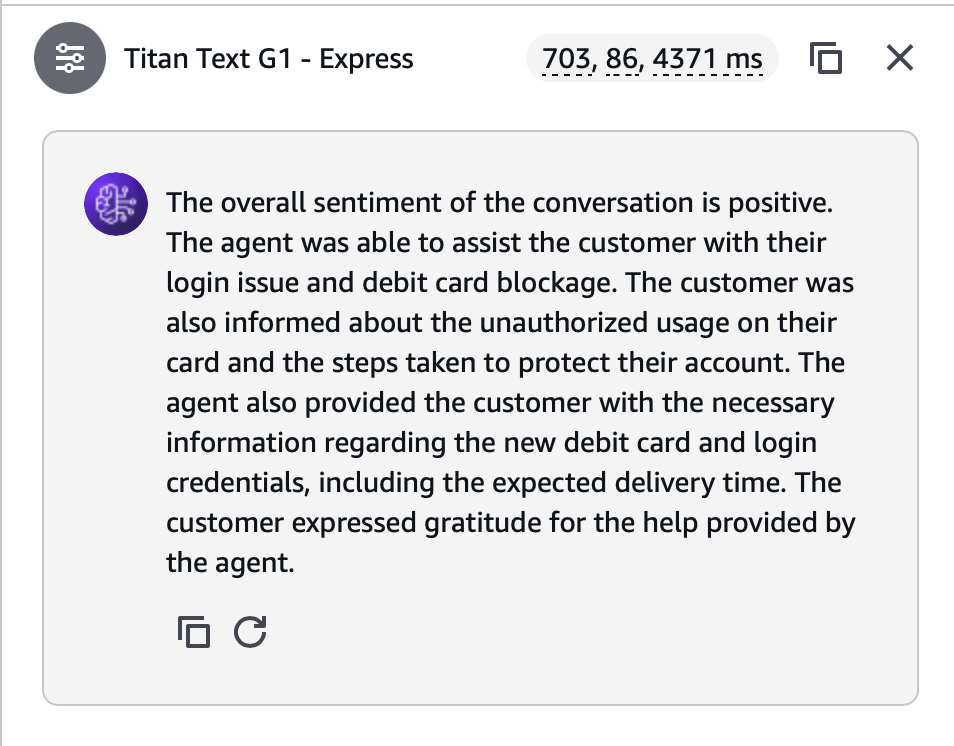 Titan Text G1 - Express
703, 86, 4371 ms
The overall sentiment of the conversation is positive.
The agent was able to assist the customer with their
login issue and debit card blockage. The customer was
also informed about the unauthorized usage on their
card and the steps taken to protect their account. The
agent also provided the customer with the necessary
information regarding the new debit card and login
credentials, including the expected delivery time. The
customer expressed gratitude for the help provided by
the agent.